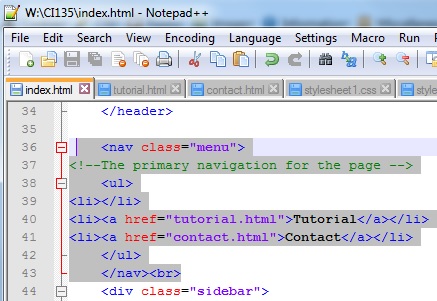 W:\CI135\index.html - Notepad++
File Edit Search View Encoding Language Settings Macro Run
index.html tutorial.html contact.html stylesheet1.css style
34 </header>
35
36 <nav class="menu">
37 <!--The primary navigation for the page -->
38 <ul>
39 <li></li>
40 <li><a href="tutorial.html">Tutorial</a></li>
41 <li><a href="contact.html">Contact</a></li>
42 </ul>
43 </nav><br>
44 <div class="sidebar">